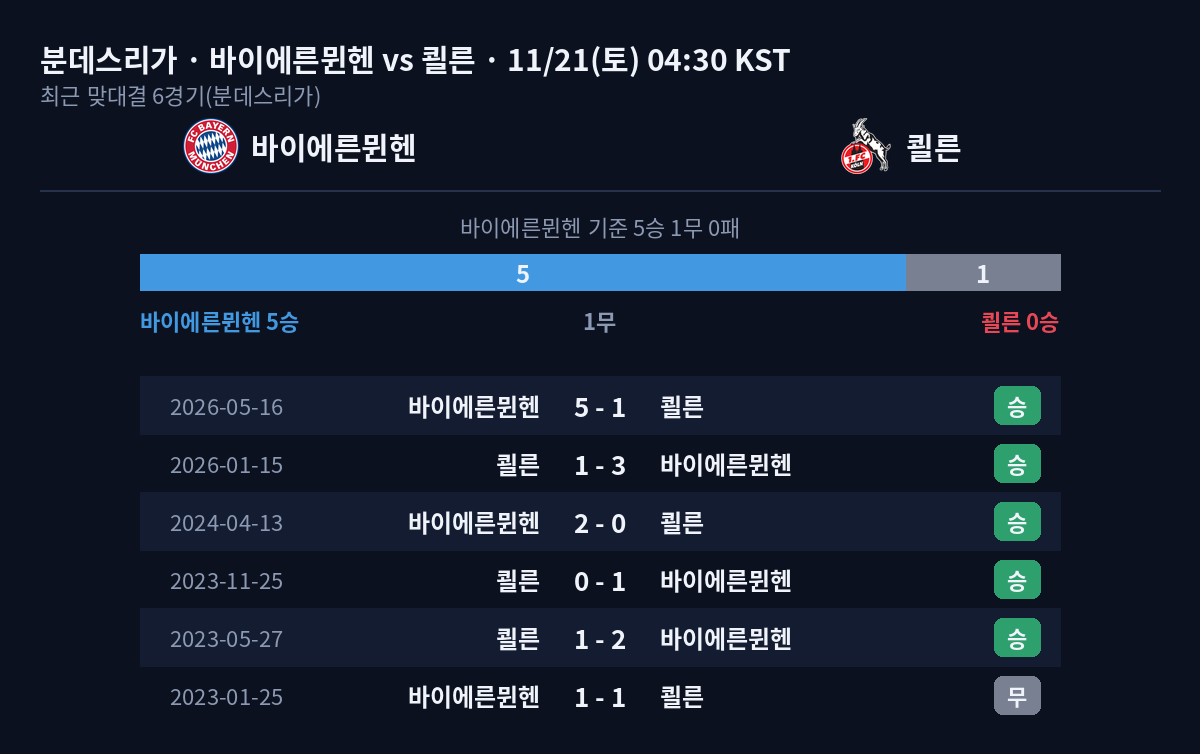 분데스리가 · 바이에른뮌헨 vs 쾰른 · 11/21(토) 04:30 KST
최근 맞대결 6경기(분데스리가)
FC BAYERN MÜNCHEN 바이에른뮌헨
1.FC KÖLN 쾰른
바이에른뮌헨 기준 5승 1무 0패
5 1
바이에른뮌헨 5승 1무 쾰른 0승
2026-05-16 바이에른뮌헨 5 - 1 쾰른 승
2026-01-15 쾰른 1 - 3 바이에른뮌헨 승
2024-04-13 바이에른뮌헨 2 - 0 쾰른 승
2023-11-25 쾰른 0 - 1 바이에른뮌헨 승
2023-05-27 쾰른 1 - 2 바이에른뮌헨 승
2023-01-25 바이에른뮌헨 1 - 1 쾰른 무